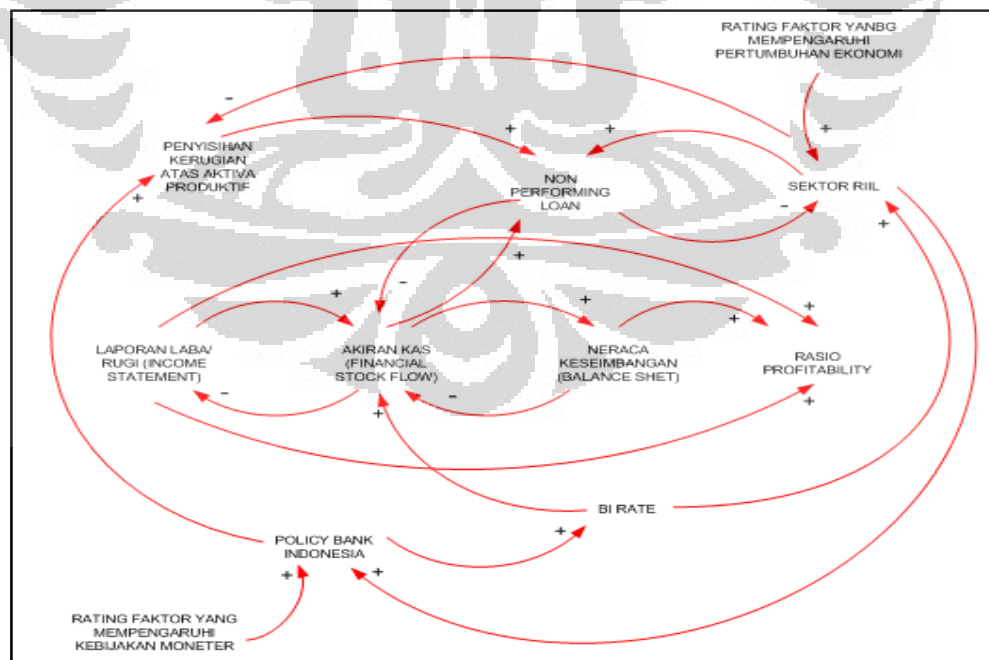 RATING FAKTOR YANBG
MEMPENGARUHI
PERTUMBUHAN EKONOMI
-
+
+
+
PENYISIHAN
KERUGIAN
ATAS AKTIVA
PRODUKTIF
+
NON
PERFORMING
LOAN
SEKTOR RIIL
-
+
+
-
+
+
+
+
LAPORAN LABA/
RUGI (INCOME
STATEMENT)
AKIRAN KAS
(FINANCIAL
STOCK FLOW)
NERACA
KESEIMBANGAN
(BALANCE SHET)
RASIO
PROFITABILITY
-
-
+
+
BI RATE
+
POLICY BANK
INDONESIA
+
+
RATING FAKTOR YANG
MEMPENGARUHI
KEBIJAKAN MONETER